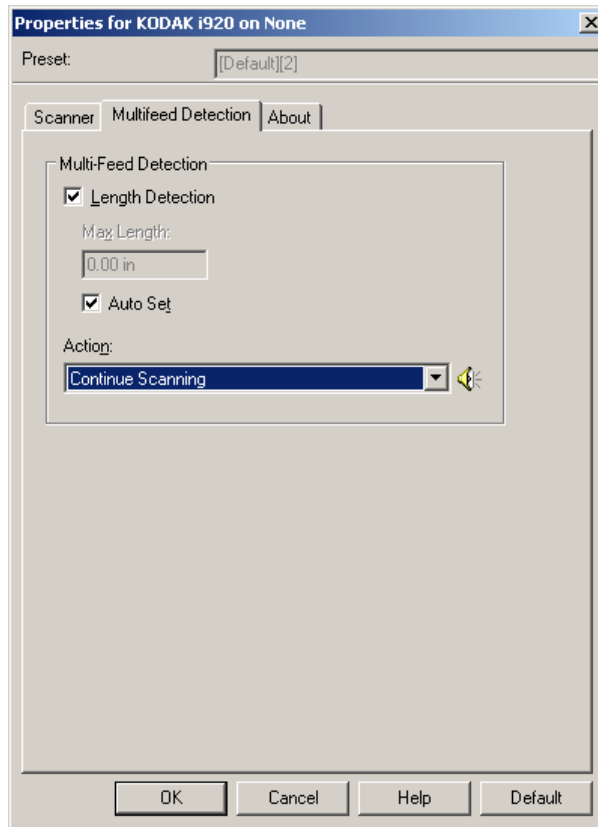 Properties for KODAK i920 on None
Preset:
[Default][2]
Scanner Multifeed Detection About
Multi-Feed Detection
Length Detection
Max Length:
0.00 in
Auto Set
Action:
Continue Scanning
OK Cancel Help Default